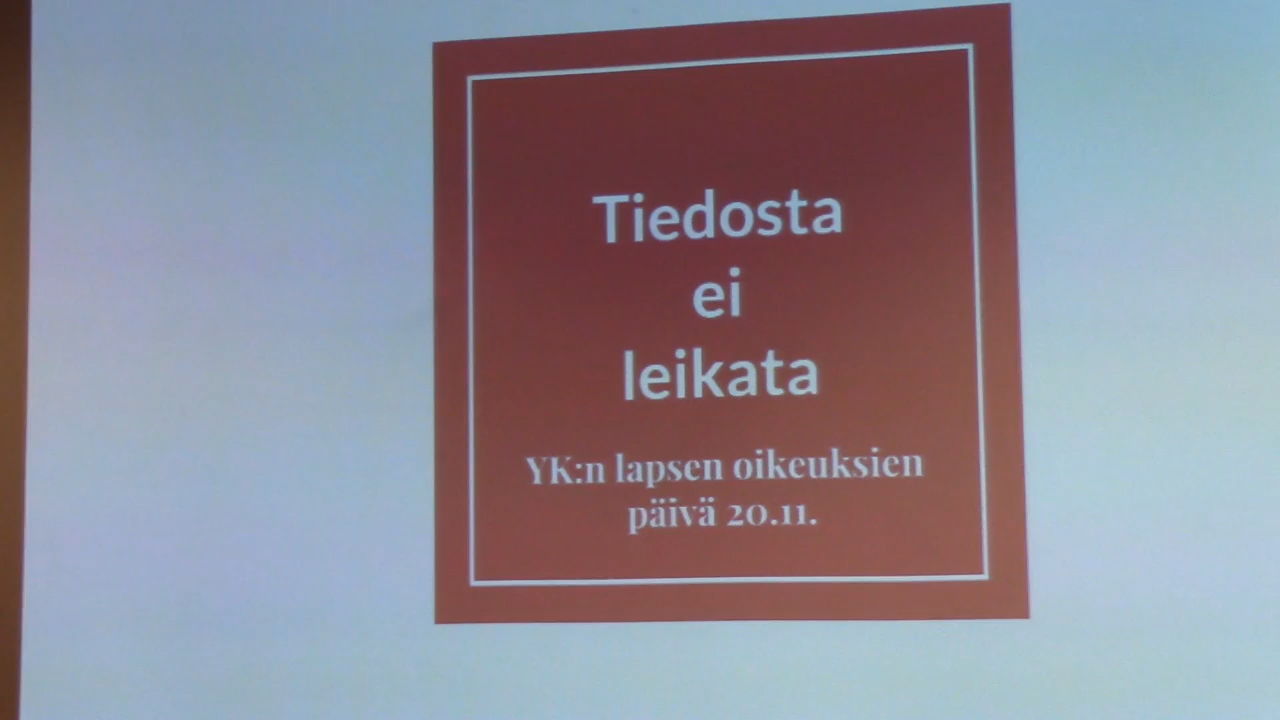 Tiedosta
ei
leikata
YK:n lapsen oikeuksien
päivä 20.11.